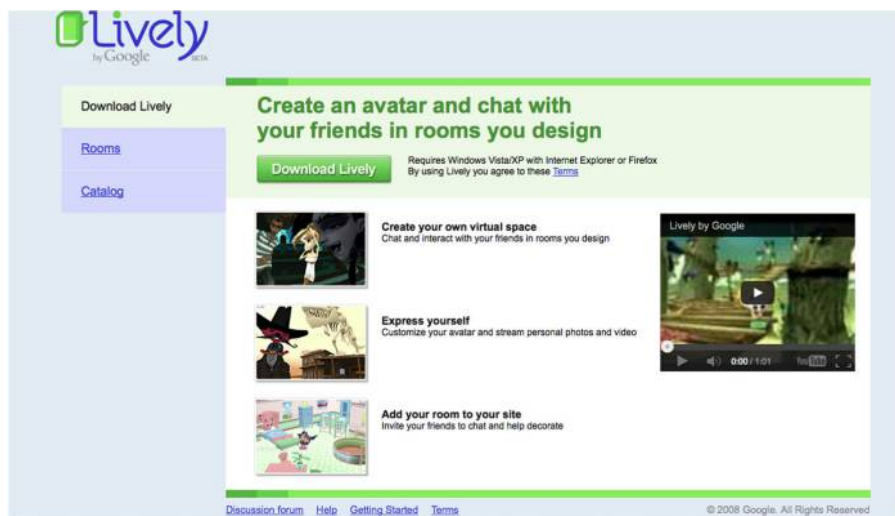 Lively
by Google BETA
Download Lively
Rooms
Catalog
Create an avatar and chat with
your friends in rooms you design
Download Lively
Requires Windows Vista/XP with Internet Explorer or Firefox
By using Lively you agree to these Terms
Create your own virtual space
Chat and interact with your friends in rooms you design
Express yourself
Customize your avatar and stream personal photos and video
Add your room to your site
Invite your friends to chat and help decorate
Lively by Google
0:00 / 1:01 YouTube
Discussion forum Help Getting Started Terms
© 2008 Google. All Rights Reserved